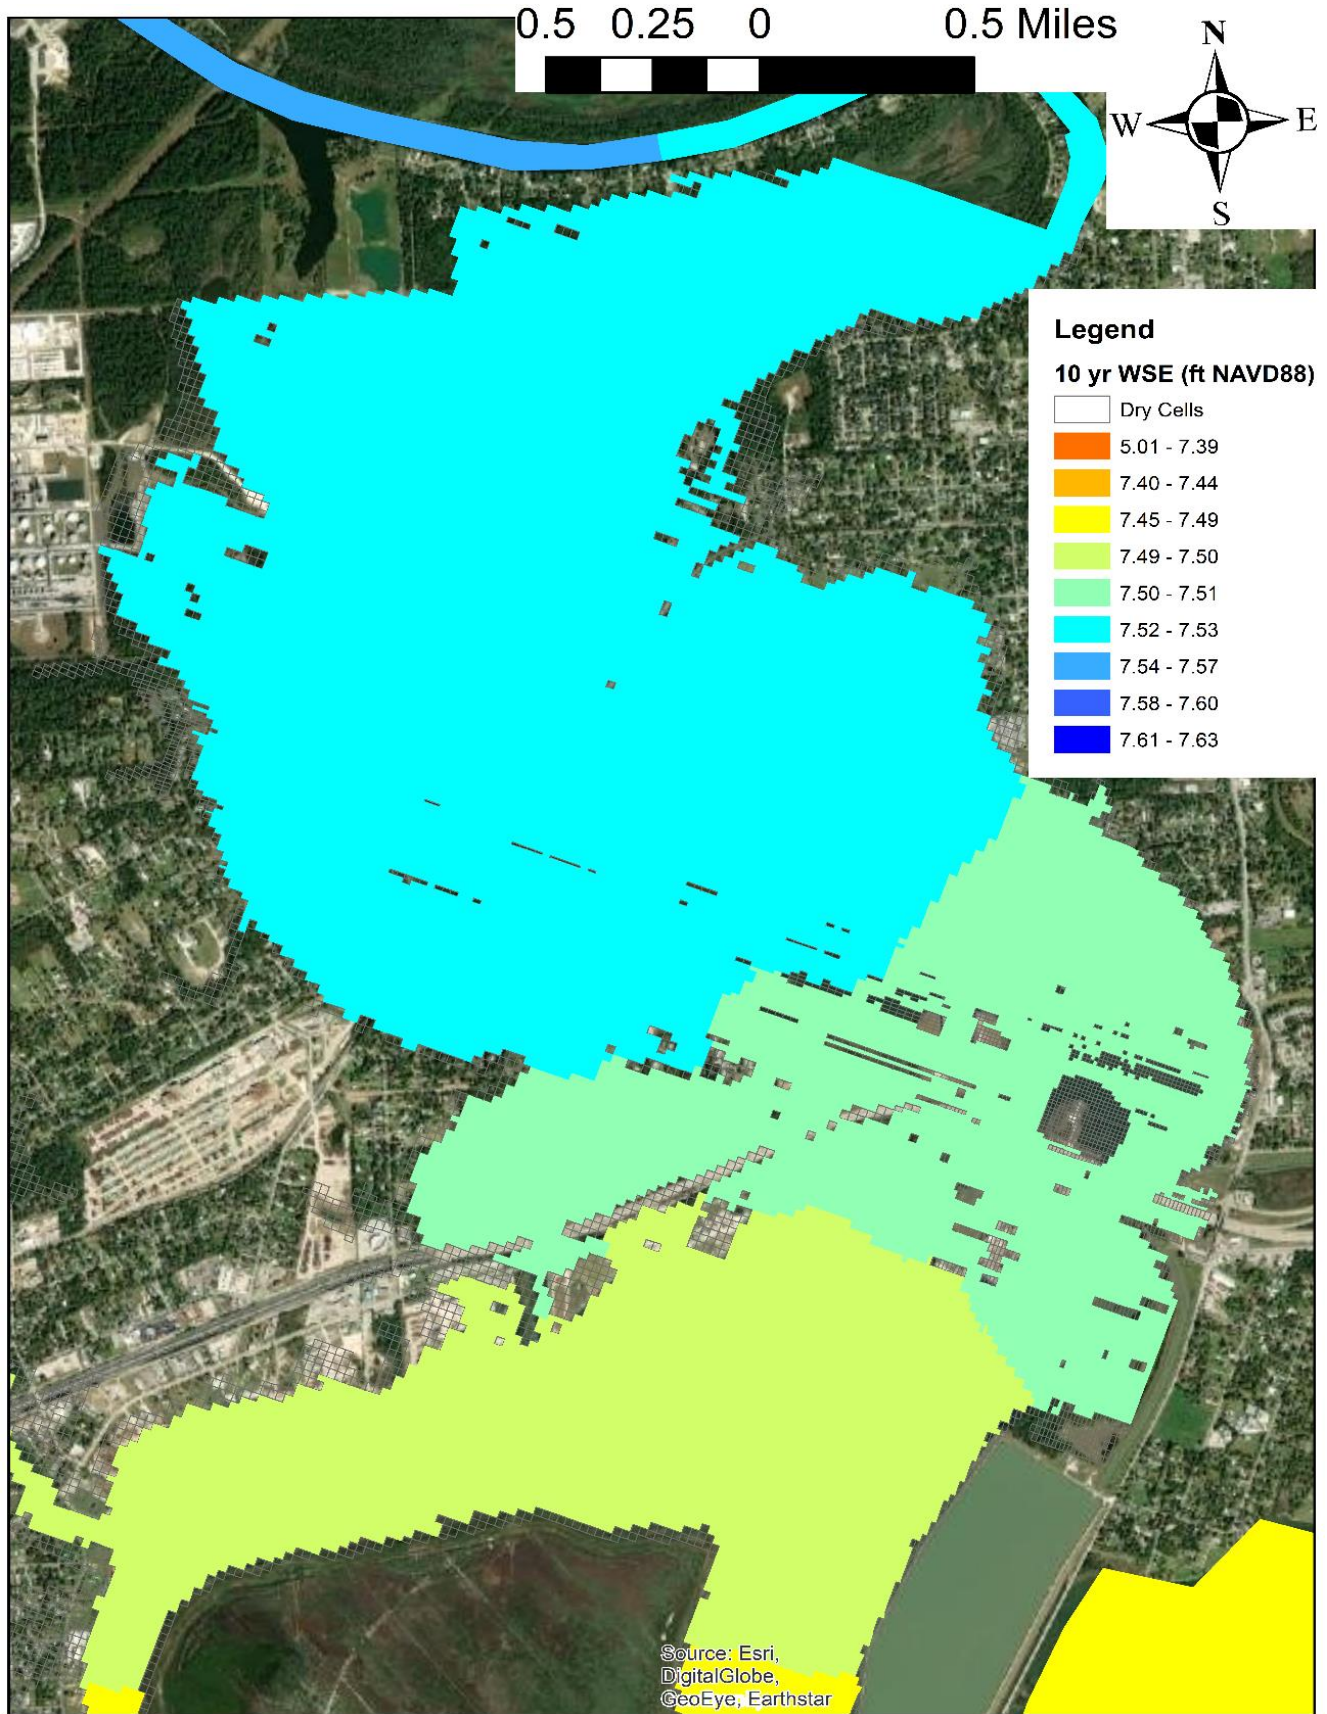 0.5 0.25 0 0.5 Miles
N
W E
S
Legend
10 yr WSE (ft NAVD88)
Dry Cells
5.01 - 7.39
7.40 - 7.44
7.45 - 7.49
7.49 - 7.50
7.50 - 7.51
7.52 - 7.53
7.54 - 7.57
7.58 - 7.60
7.61 - 7.63
Source: Esri,
DigitalGlobe,
GeoEye, Earthstar